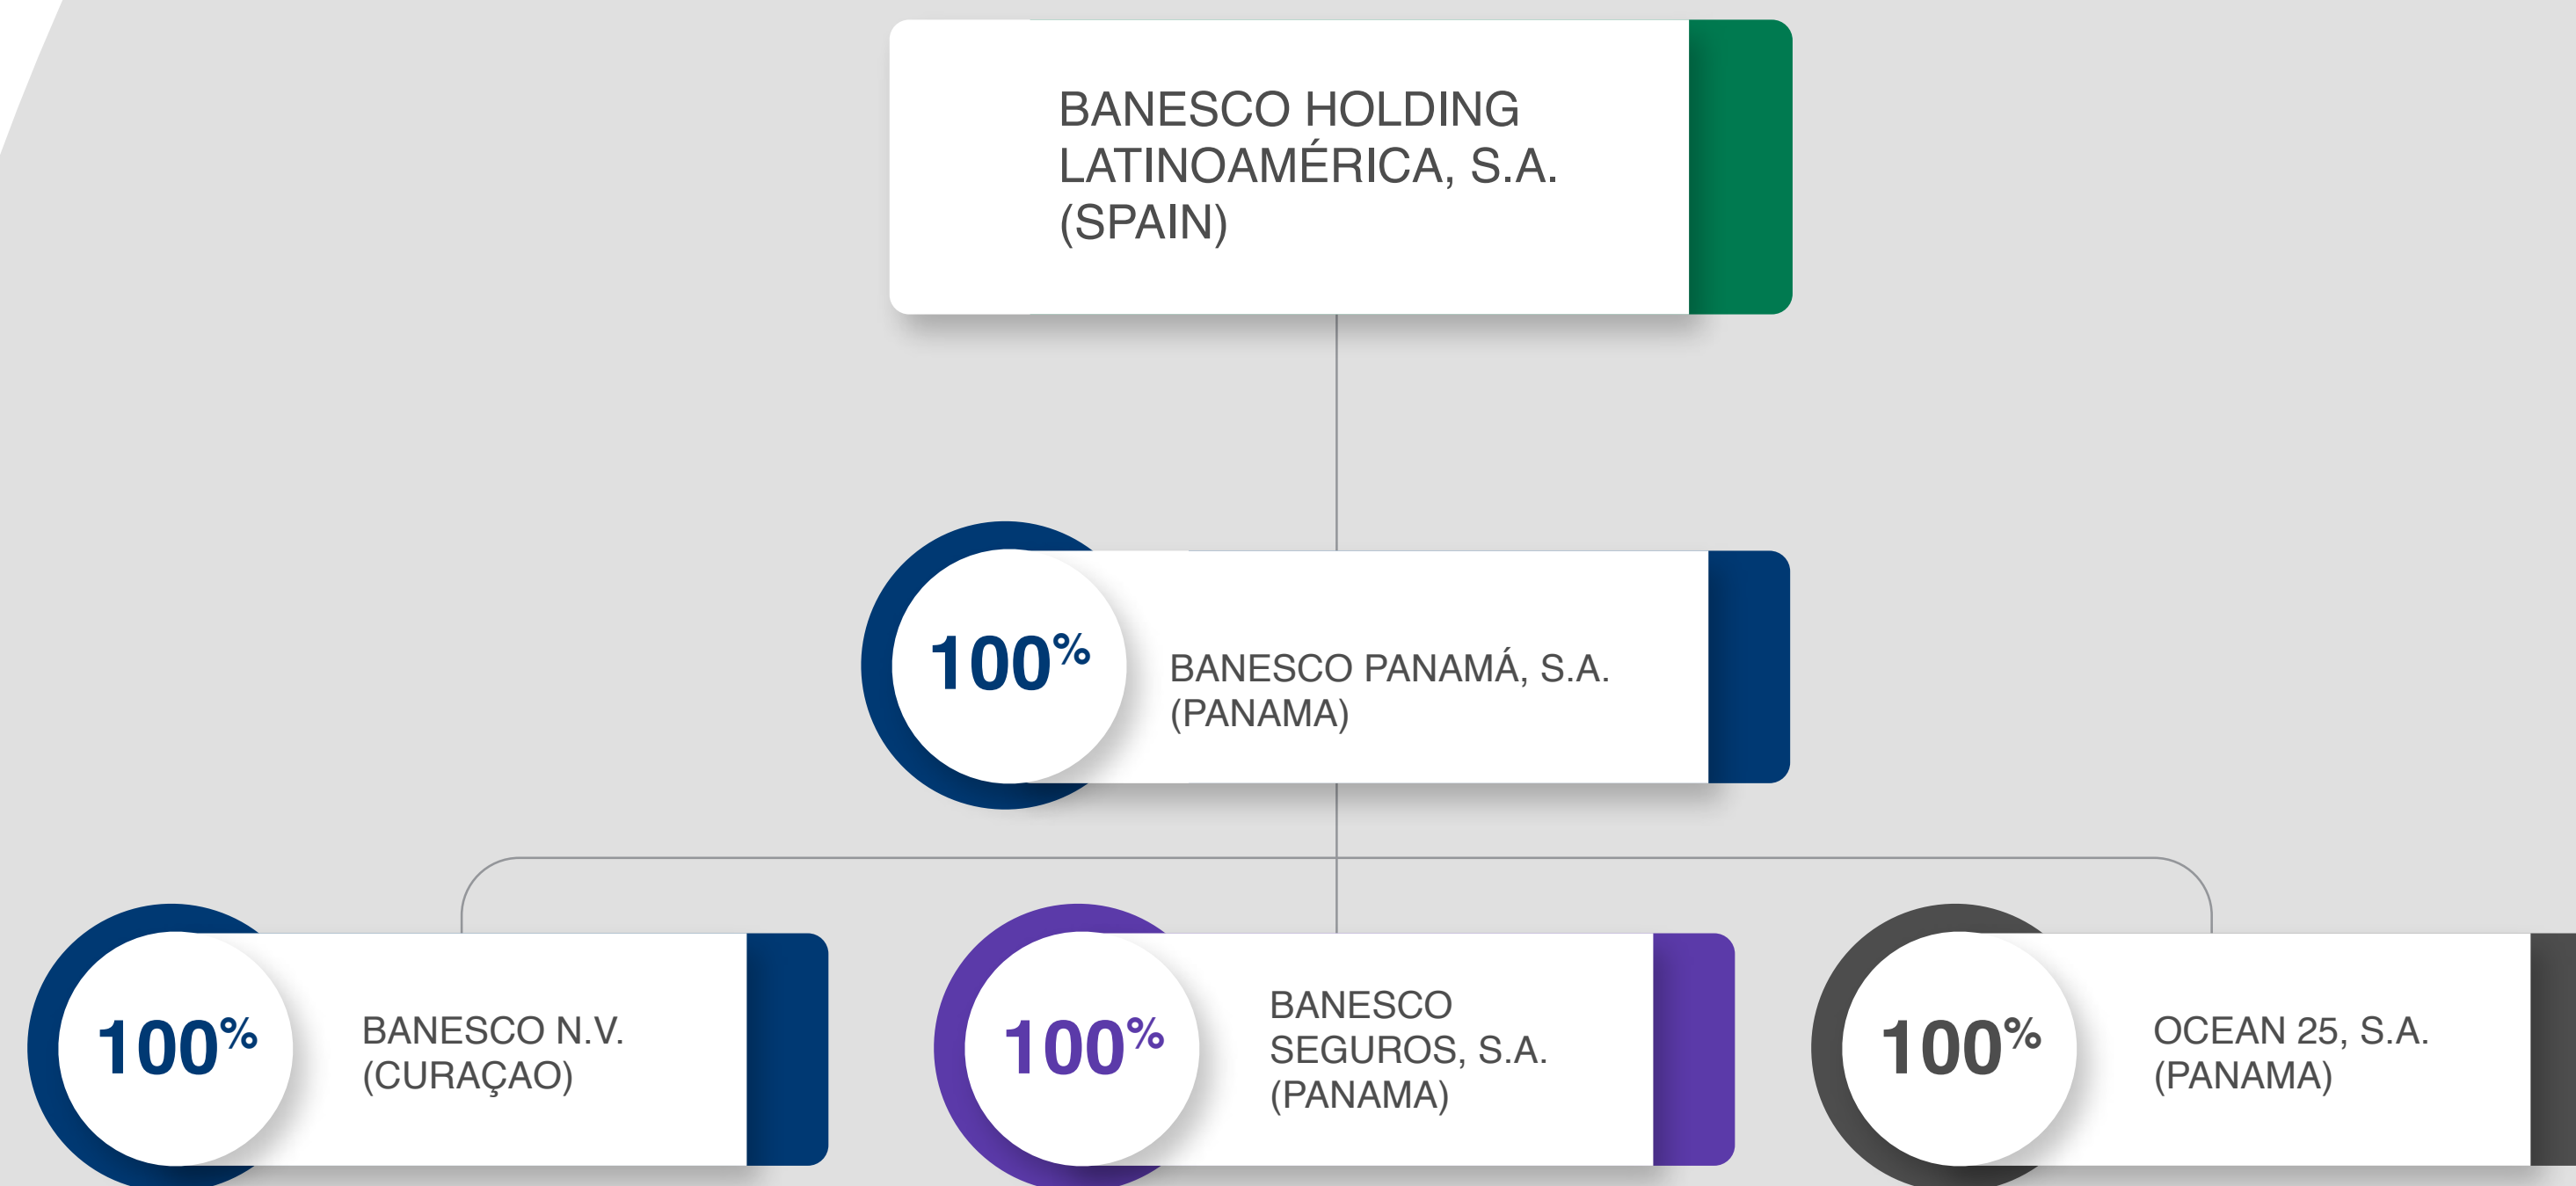 BANESCO HOLDING
LATINOAMÉRICA, S.A.
(SPAIN)
100%
BANESCO PANAMÁ, S.A.
(PANAMA)
100%
BANESCO N.V.
(CURAÇAO)
100%
BANESCO
SEGUROS, S.A.
(PANAMA)
100%
OCEAN 25, S.A.
(PANAMA)